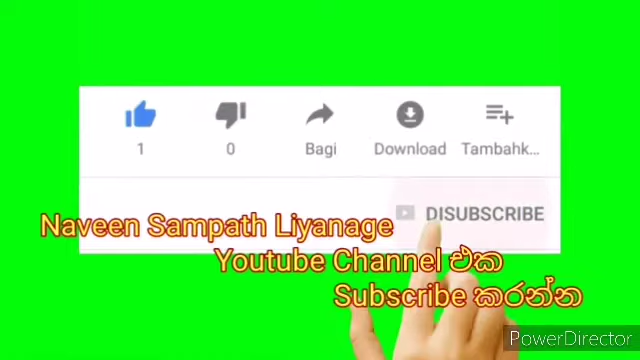 1 0 Bagi Download Tambahk...
DISUBSCRIBE
Naveen Sampath Liyanage
Youtube Channel එක
Subscribe කරන්න
PowerDirector